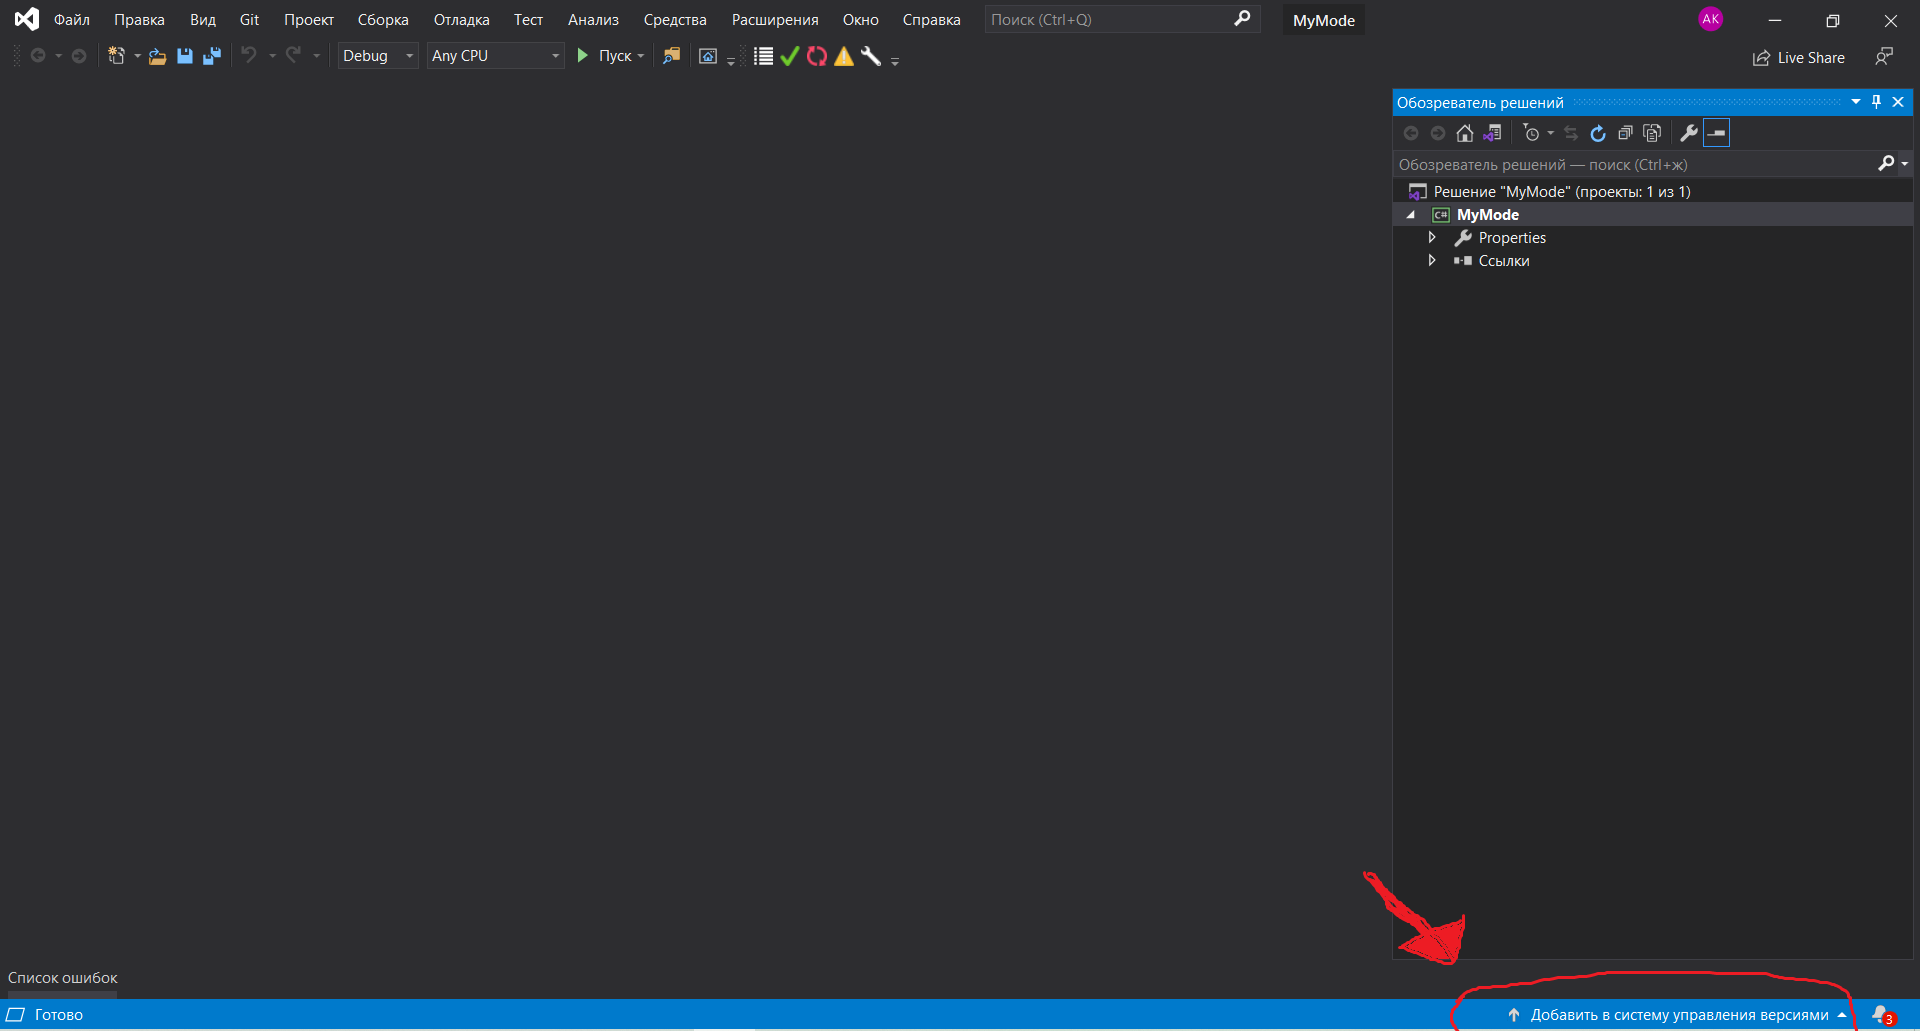 Файл Правка Вид Git Проект Сборка Отладка Тест Анализ Средства Расширения Окно Справка Поиск (Ctrl+Q) MyMode AK
Debug Any CPU Пуск Live Share
Обозреватель решений
Обозреватель решений — поиск (Ctrl+ж)
Решение "MyMode" (проекты: 1 из 1)
C# MyMode
Properties
Ссылки
Список ошибок
Готово Добавить в систему управления версиями 3